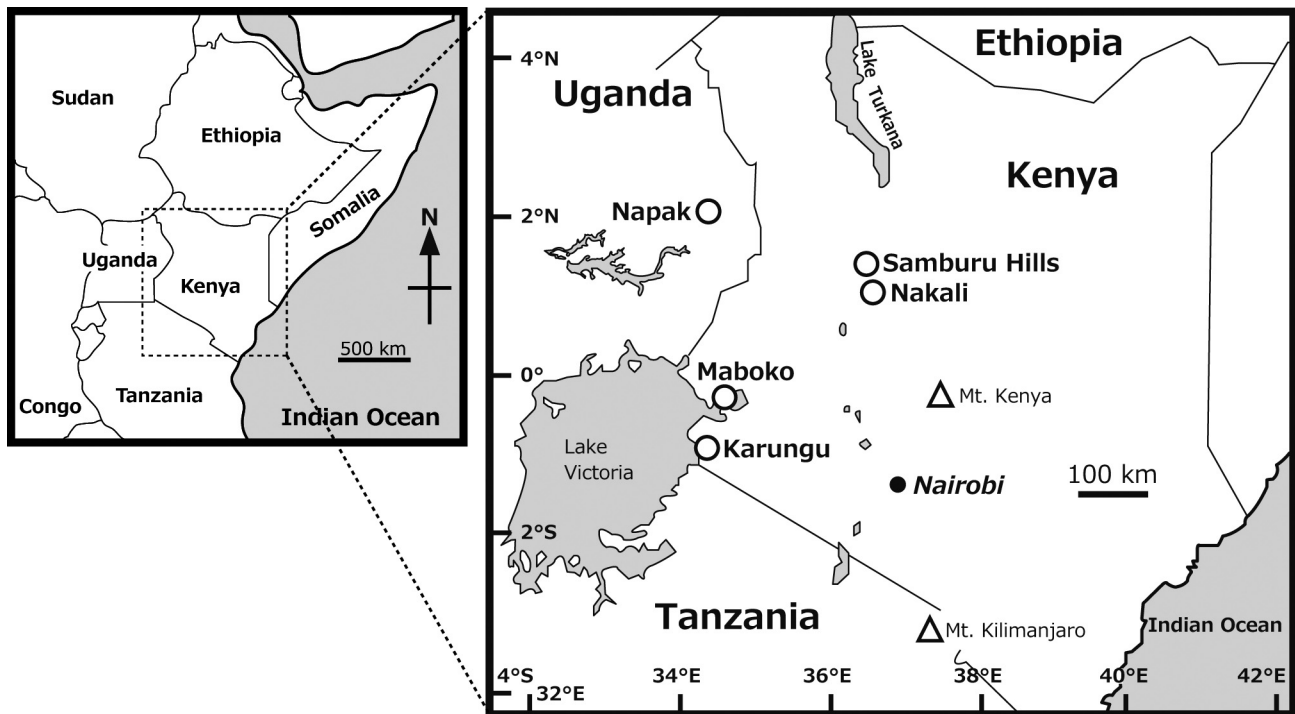 Sudan
Ethiopia
Somalia
Uganda
Kenya
N
500 km
Tanzania
Congo
Indian Ocean
Ethiopia
4°N
Uganda
Lake Turkana
Kenya
2°N
Napak
Samburu Hills
Nakali
0°
Maboko
Mt. Kenya
Karungu
Lake
Victoria
100 km
Nairobi
2°S
Tanzania
Mt. Kilimanjaro
Indian Ocean
4°S
32°E
34°E
36°E
38°E
40°E
42°E